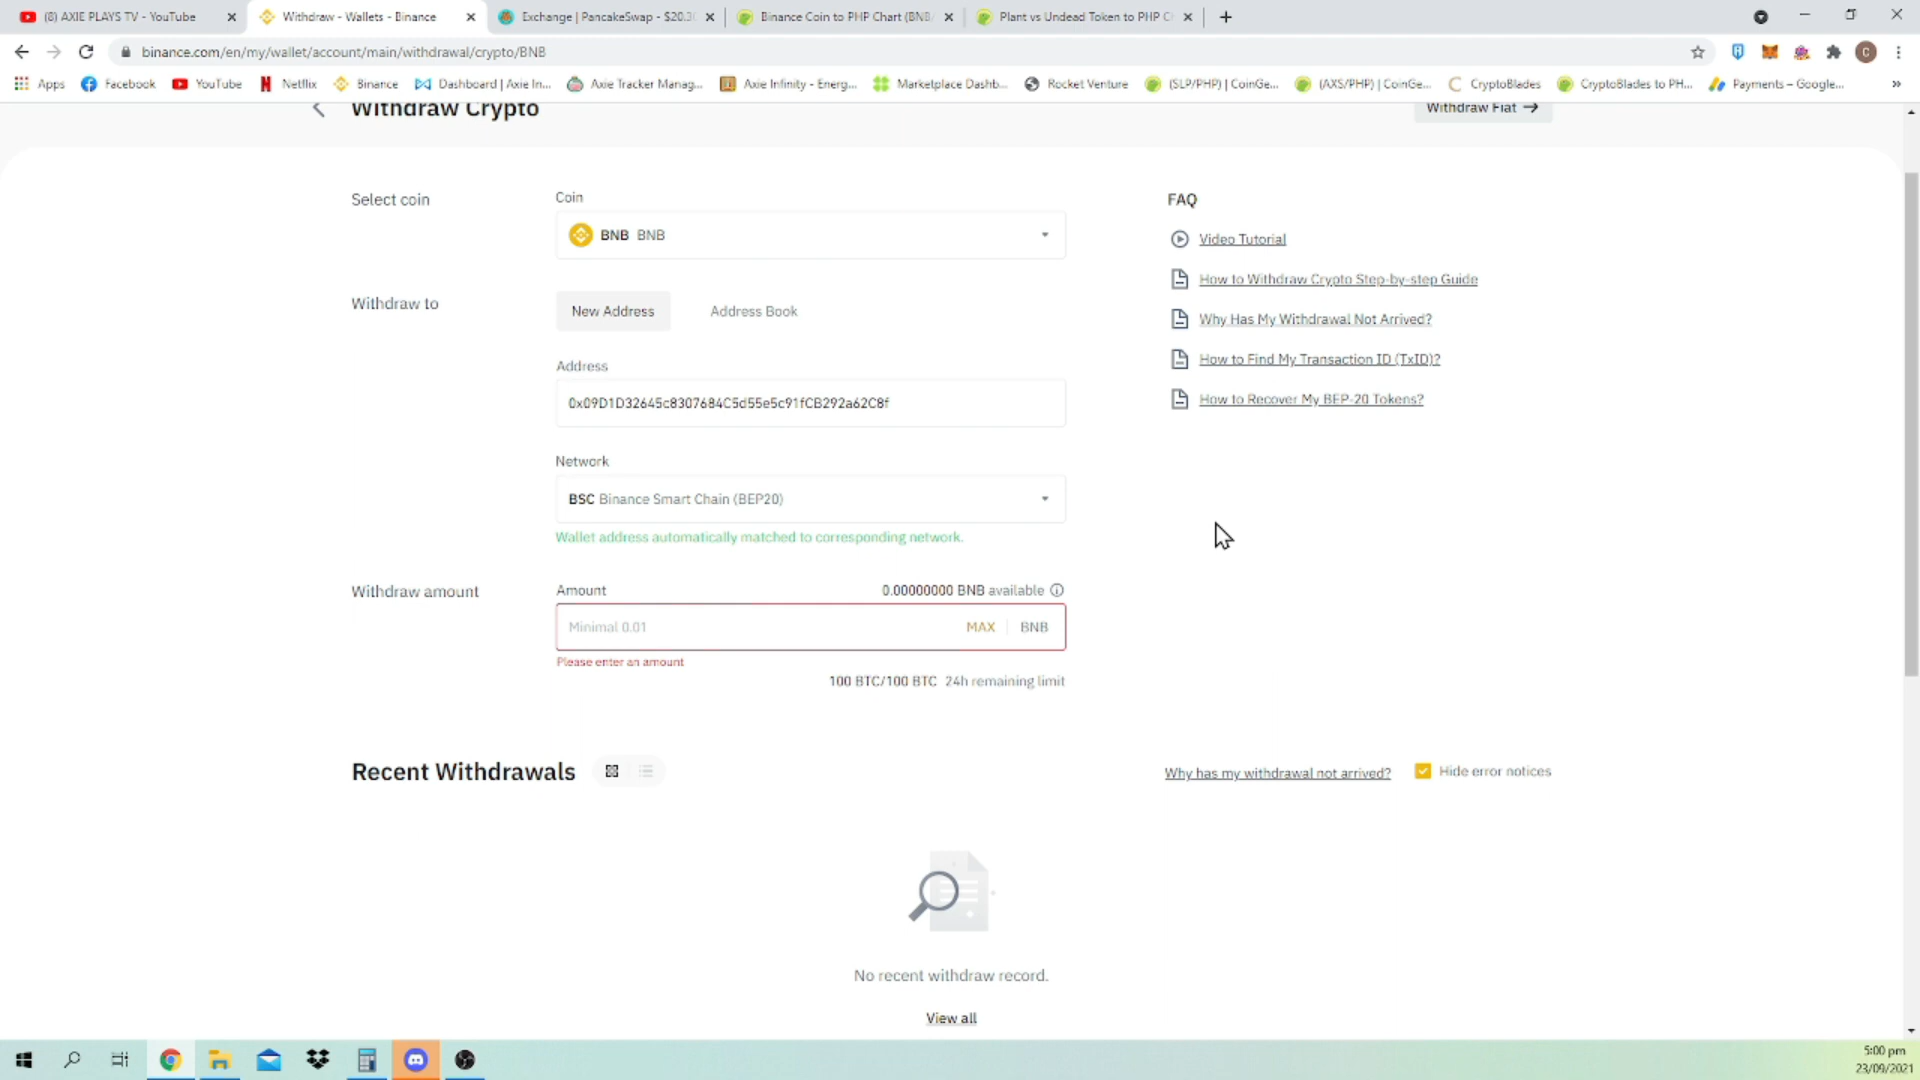 (8) AXIE PLAYS TV - YouTube
Withdraw - Wallets - Binance
Exchange | PancakeSwap - $20.3
Binance Coin to PHP Chart (BNB/
Plant vs Undead Token to PHP C
binance.com/en/my/wallet/account/main/withdrawal/crypto/BNB
C
Apps
Facebook
YouTube
Netflix
Binance
Dashboard | Axie In...
Axie Tracker Manag...
Axie Infinity - Energ...
Marketplace Dashb...
Rocket Venture
(SLP/PHP) | CoinGe...
(AXS/PHP) | CoinGe...
CryptoBlades
CryptoBlades to PH...
Payments – Google...
Withdraw Crypto
Withdraw Fiat →
Select coin
Coin
BNB BNB
Withdraw to
New Address
Address Book
Address
0x09D1D32645c8307684C5d55e5c91fCB292a62C8f
Network
BSC Binance Smart Chain (BEP20)
Wallet address automatically matched to corresponding network.
Withdraw amount
Amount
0.00000000 BNB available
Minimal 0.01
MAX
BNB
Please enter an amount
100 BTC/100 BTC 24h remaining limit
FAQ
Video Tutorial
How to Withdraw Crypto Step-by-step Guide
Why Has My Withdrawal Not Arrived?
How to Find My Transaction ID (TxID)?
How to Recover My BEP-20 Tokens?
Recent Withdrawals
Why has my withdrawal not arrived?
Hide error notices
No recent withdraw record.
View all
5:00 pm
23/09/2021